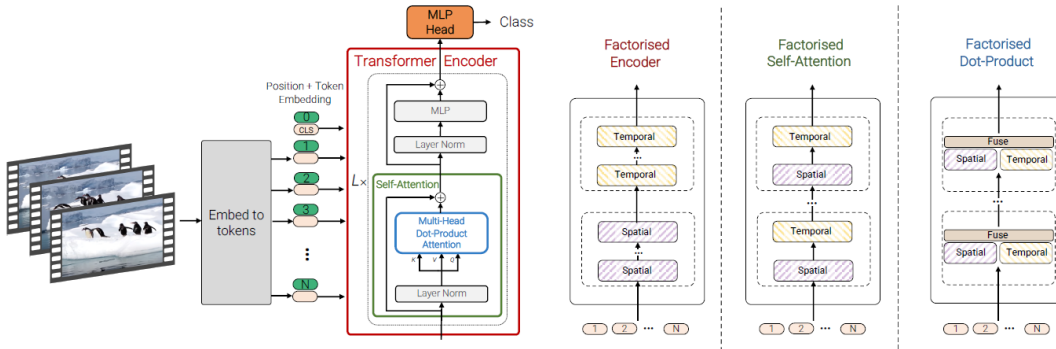 MLP
Head
Class
Transformer Encoder
Position + Token
Embedding
0
CLS
1
2
3
N
Embed to
tokens
L×
MLP
Layer Norm
Self-Attention
Multi-Head
Dot-Product
Attention
K
V
Q
Layer Norm
Factorised
Encoder
Temporal
...
Temporal
Spatial
...
Spatial
1
2
...
N
Factorised
Self-Attention
Temporal
Spatial
...
Temporal
Spatial
1
2
...
N
Factorised
Dot-Product
Fuse
Spatial
Temporal
...
Fuse
Spatial
Temporal
1
2
...
N